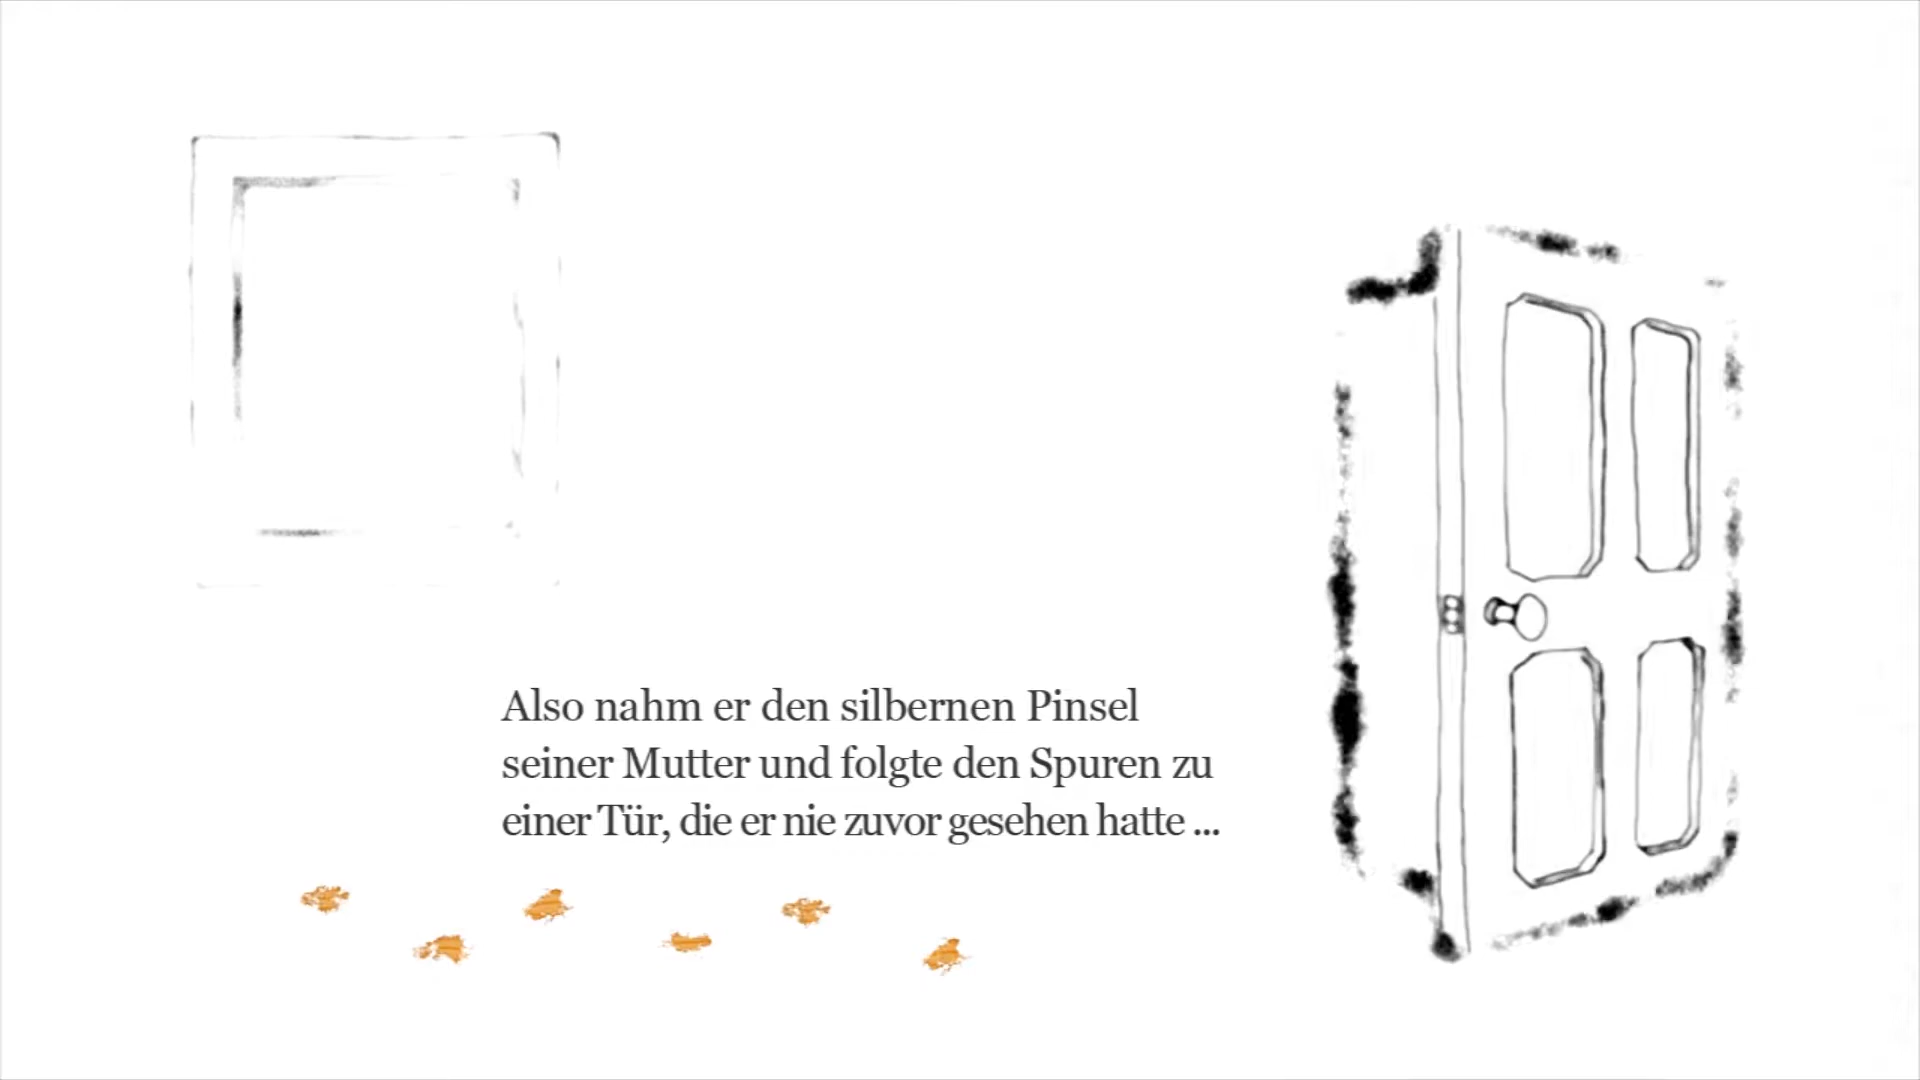 Also nahm er den silbernen Pinsel
seiner Mutter und folgte den Spuren zu
einer Tür, die er nie zuvor gesehen hatte ...